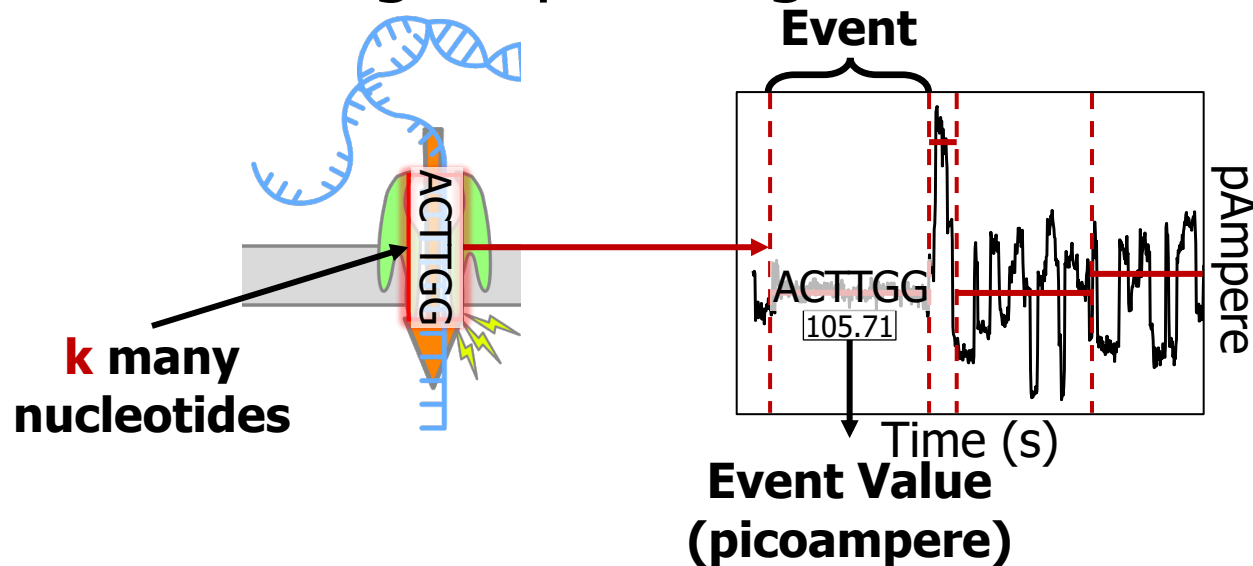 Event
ACTTGG
k many
nucleotides
ACTTGG
105.71
pAmpere
Time (s)
Event Value
(picoampere)